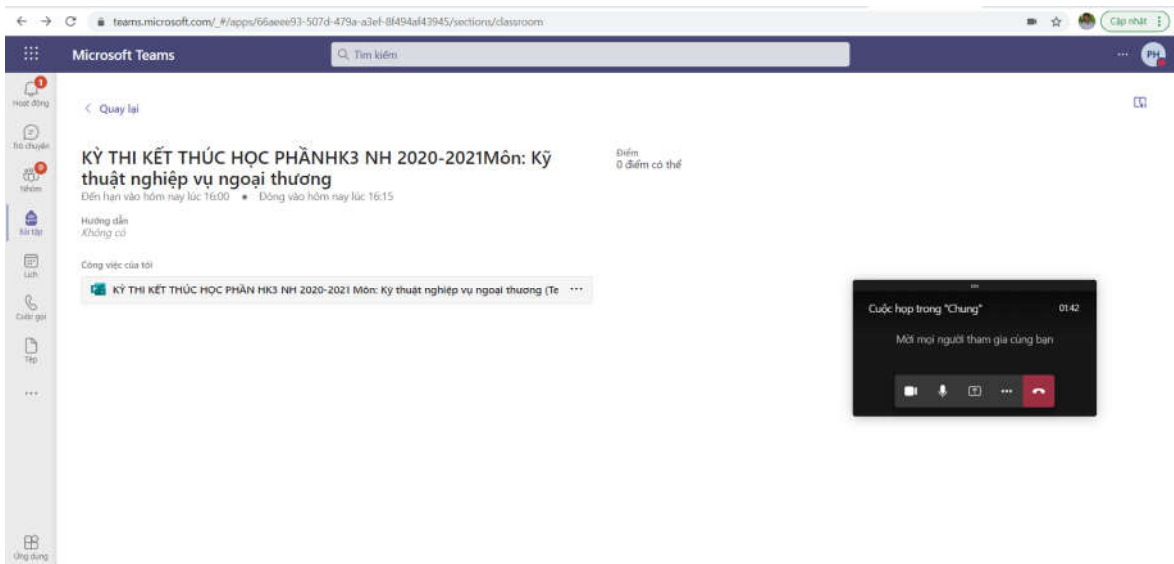 teams.microsoft.com/_#/apps/66aeee93-507d-479a-a3ef-8f494af43945/sections/classroom
Cập nhật
Microsoft Teams
Tìm kiếm
PH
Hoạt động
Trò chuyện
Nhóm
Bài tập
Lịch
Cuộc gọi
Tệp
Ứng dụng
Quay lại
KỲ THI KẾT THÚC HỌC PHẦNHK3 NH 2020-2021Môn: Kỹ
thuật nghiệp vụ ngoại thương
Đến hạn vào hôm nay lúc 16:00 • Đóng vào hôm nay lúc 16:15
Hướng dẫn
Không có
Công việc của tôi
KỲ THI KẾT THÚC HỌC PHẦN HK3 NH 2020-2021 Môn: Kỹ thuật nghiệp vụ ngoại thương (Te
Điểm
0 điểm có thể
Cuộc họp trong "Chung" 01:42
Mời mọi người tham gia cùng bạn